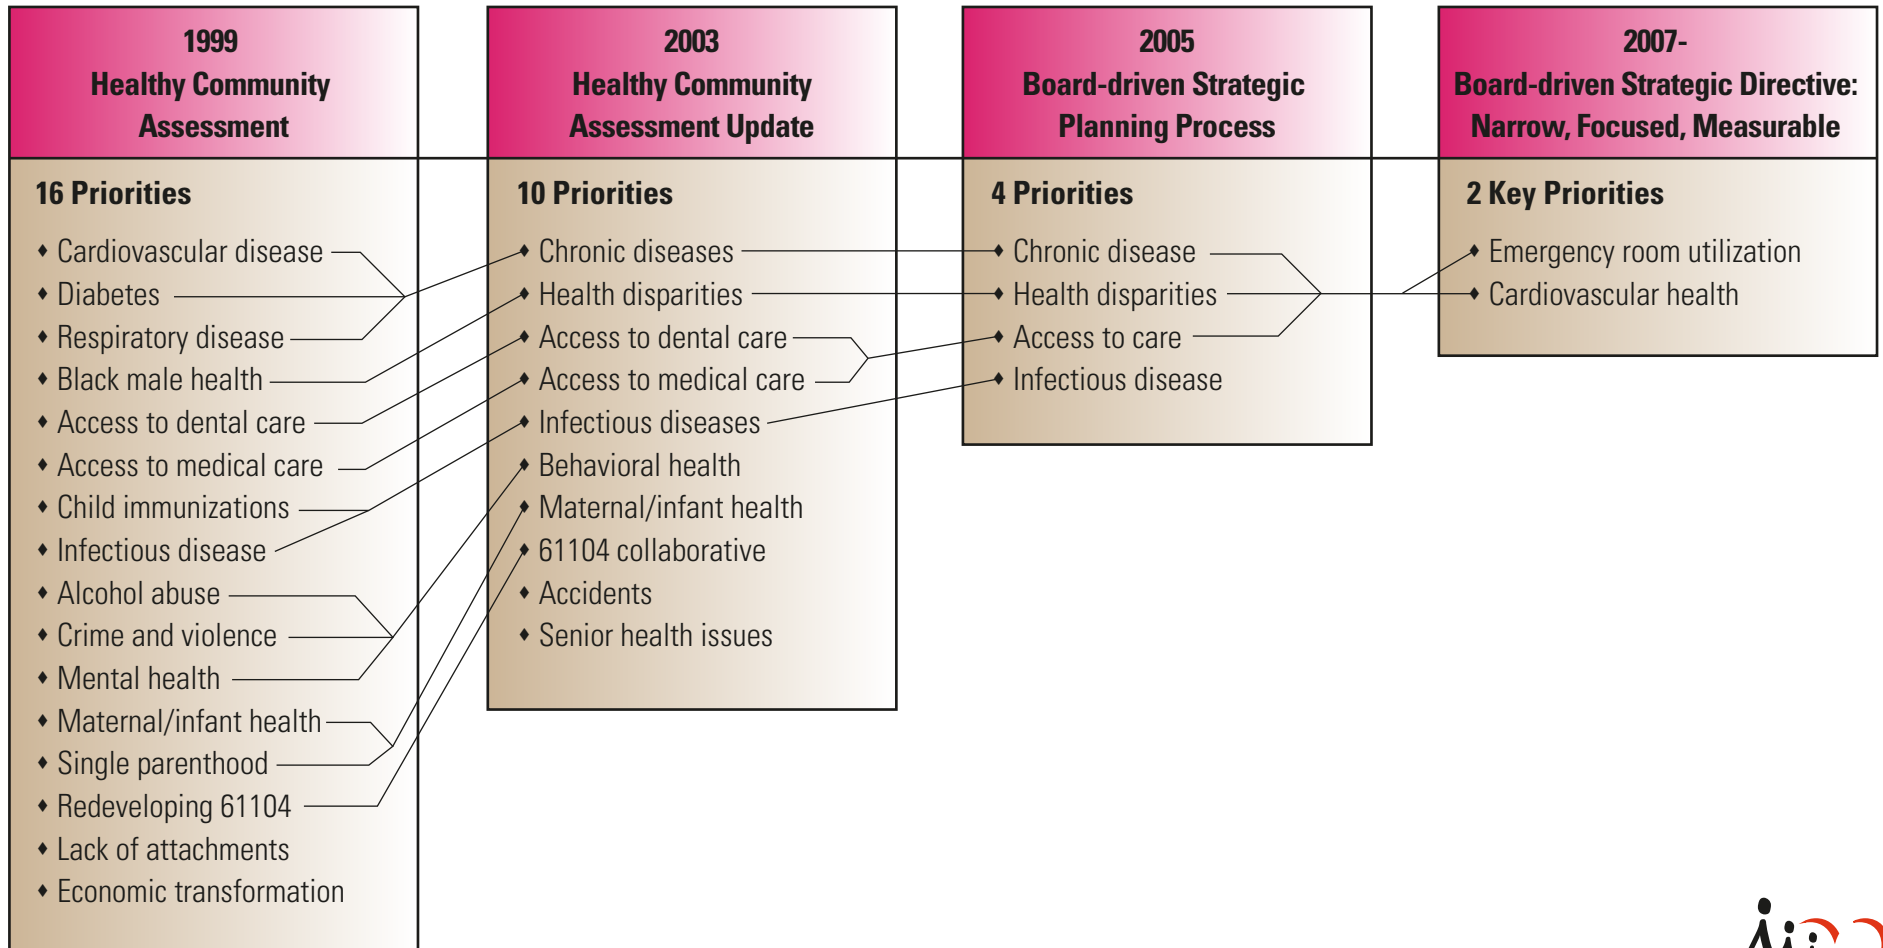 1999
Healthy Community
Assessment
16 Priorities
Cardiovascular disease
Diabetes
Respiratory disease
Black male health
Access to dental care
Access to medical care
Child immunizations
Infectious disease
Alcohol abuse
Crime and violence
Mental health
Maternal/infant health
Single parenthood
Redeveloping 61104
Lack of attachments
Economic transformation
2003
Healthy Community
Assessment Update
10 Priorities
Chronic diseases
Health disparities
Access to dental care
Access to medical care
Infectious diseases
Behavioral health
Maternal/infant health
61104 collaborative
Accidents
Senior health issues
2005
Board-driven Strategic
Planning Process
4 Priorities
Chronic disease
Health disparities
Access to care
Infectious disease
2007-
Board-driven Strategic Directive:
Narrow, Focused, Measurable
2 Key Priorities
Emergency room utilization
Cardiovascular health